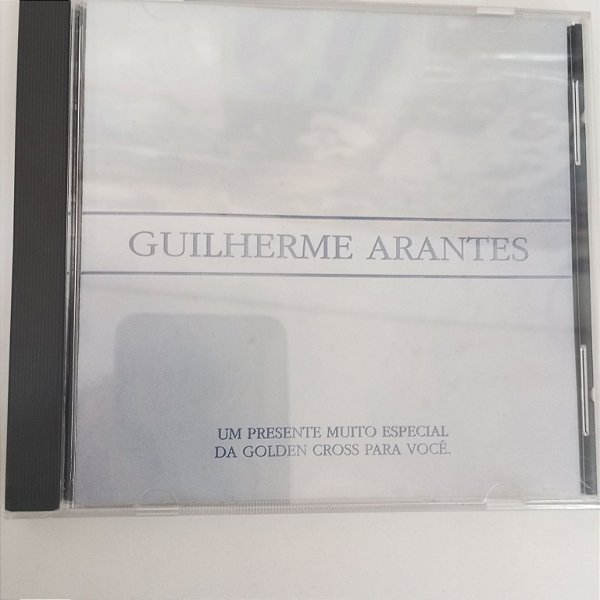 GUILHERME ARANTES
UM PRESENTE MUITO ESPECIAL
DA GOLDEN CROSS PARA VOCÊ.